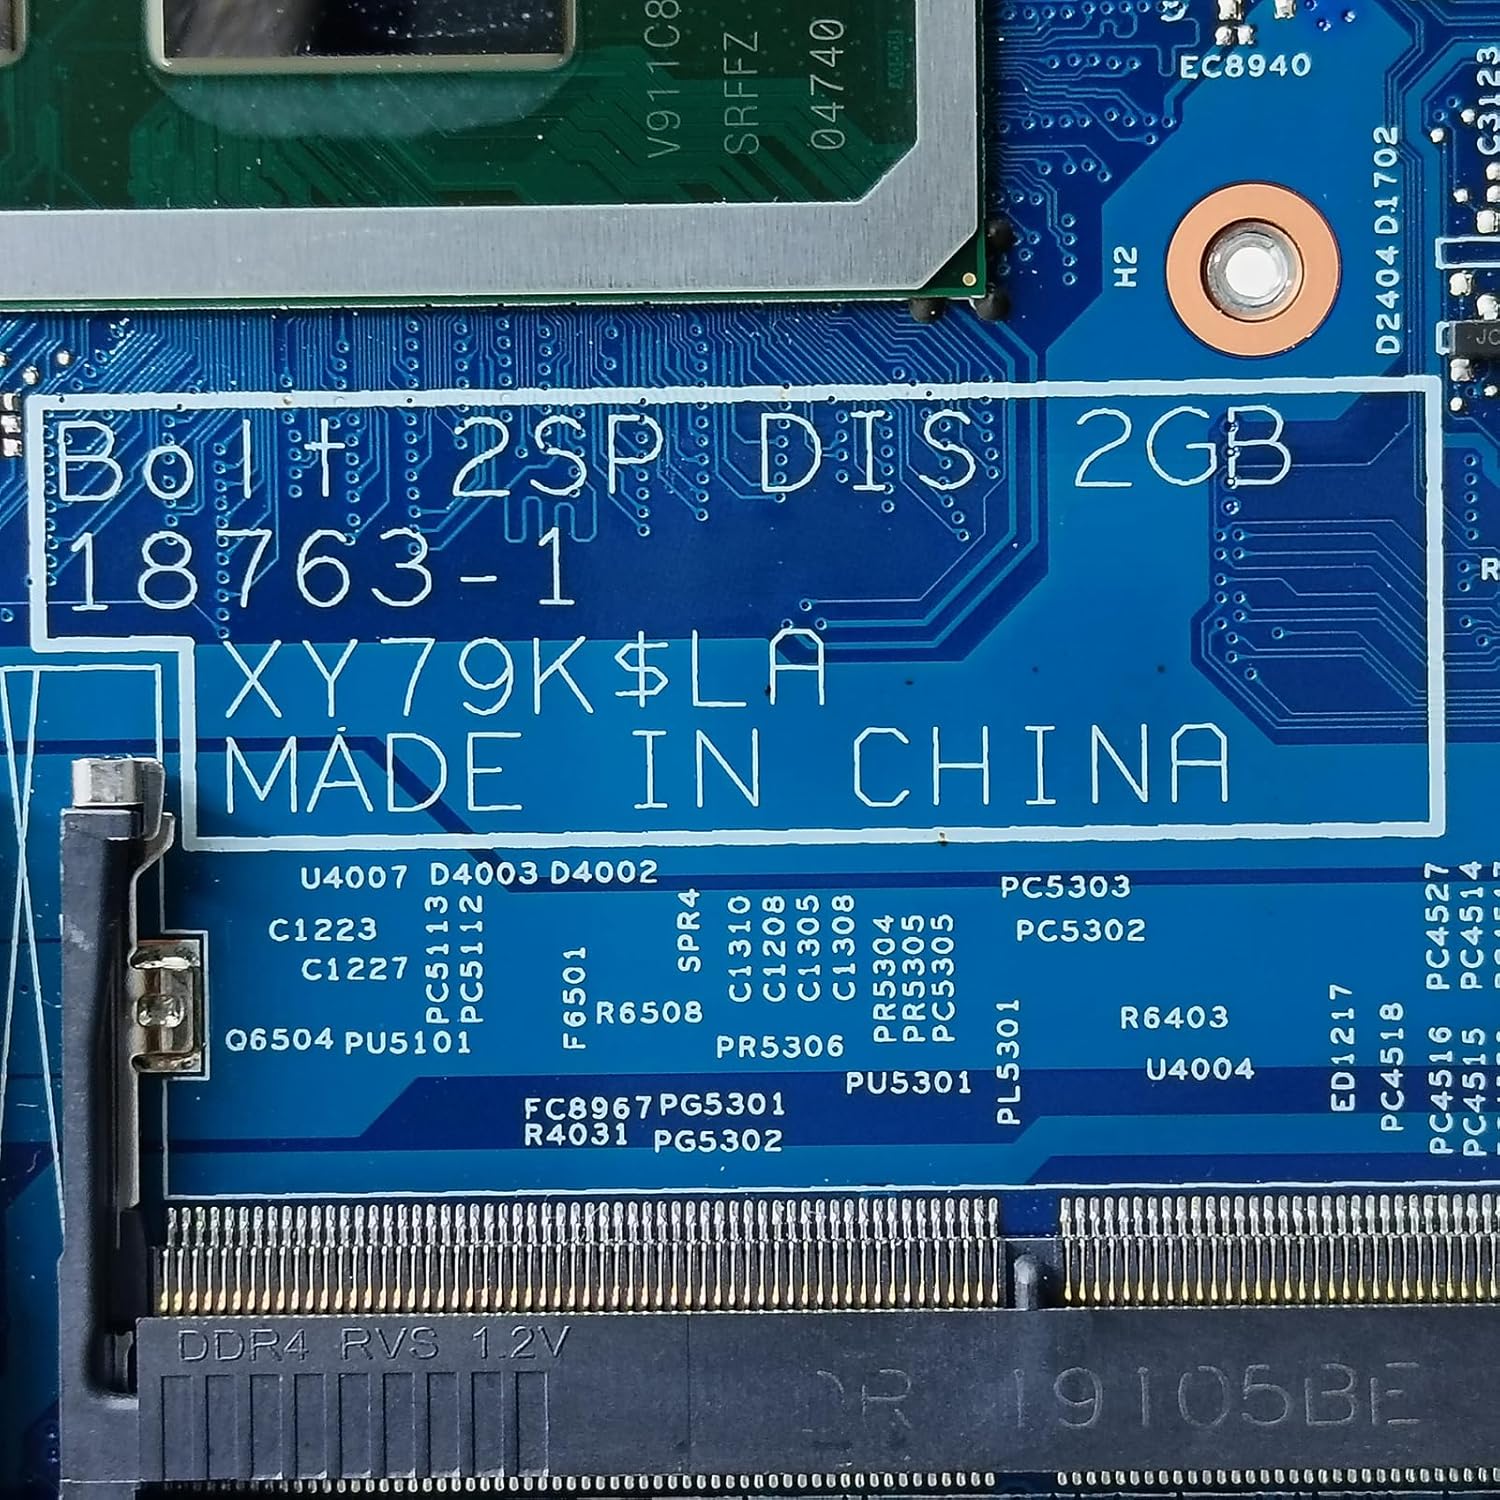 V911C8
SRFFZ
04740
EC8940
C3123
D2404 D1702
H2
JC
Bolt 2SP DIS 2GB
18763-1
XY79K$LA
MADE IN CHINA
R
U4007 D4003 D4002
PC5303
C1223
PC5113
PC5112
SPR4
C1310
C1208
C1305
C1308
PR5304
PR5305
PC5305
PC5302
PC4527
PC4514
C1227
F6501
R6508
Q6504 PU5101
PR5306
PL5301
R6403
ED1217
PC4518
PC4516
PC4515
PU5301
U4004
FC8967 PG5301
R4031 PG5302
DDR4 RVS 1.2V
19105BE